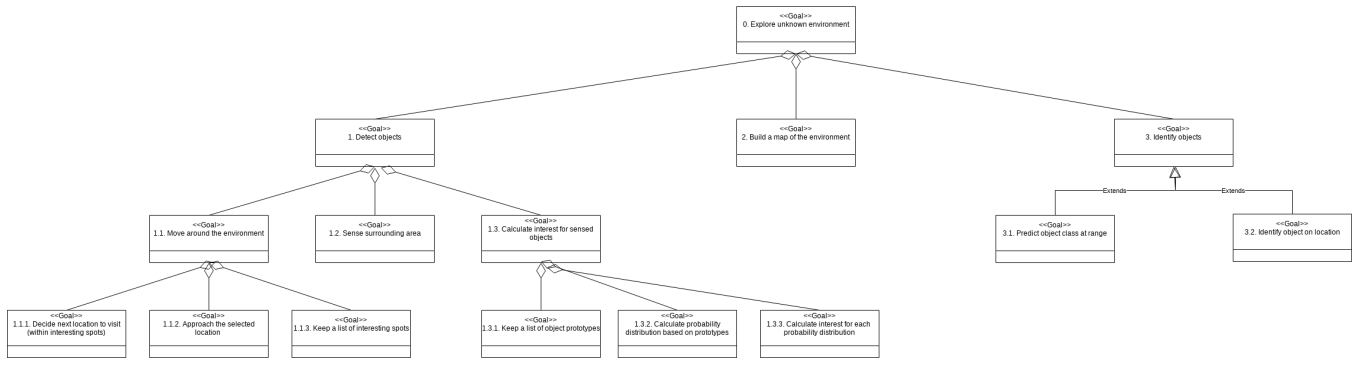 <<Goal>>
0. Explore unknown environment
<<Goal>>
1. Detect objects
<<Goal>>
2. Build a map of the environment
<<Goal>>
3. Identify objects
Extends
Extends
<<Goal>>
1.1. Move around the environment
<<Goal>>
1.2. Sense surrounding area
<<Goal>>
1.3. Calculate interest for sensed
objects
<<Goal>>
3.1. Predict object class at range
<<Goal>>
3.2. Identify object on location
<<Goal>>
1.1.1. Decide next location to visit
(within interesting spots)
<<Goal>>
1.1.2. Approach the selected
location
<<Goal>>
1.1.3. Keep a list of interesting spots
<<Goal>>
1.3.1. Keep a list of object prototypes
<<Goal>>
1.3.2. Calculate probability
distribution based on prototypes
<<Goal>>
1.3.3. Calculate interest for each
probability distribution